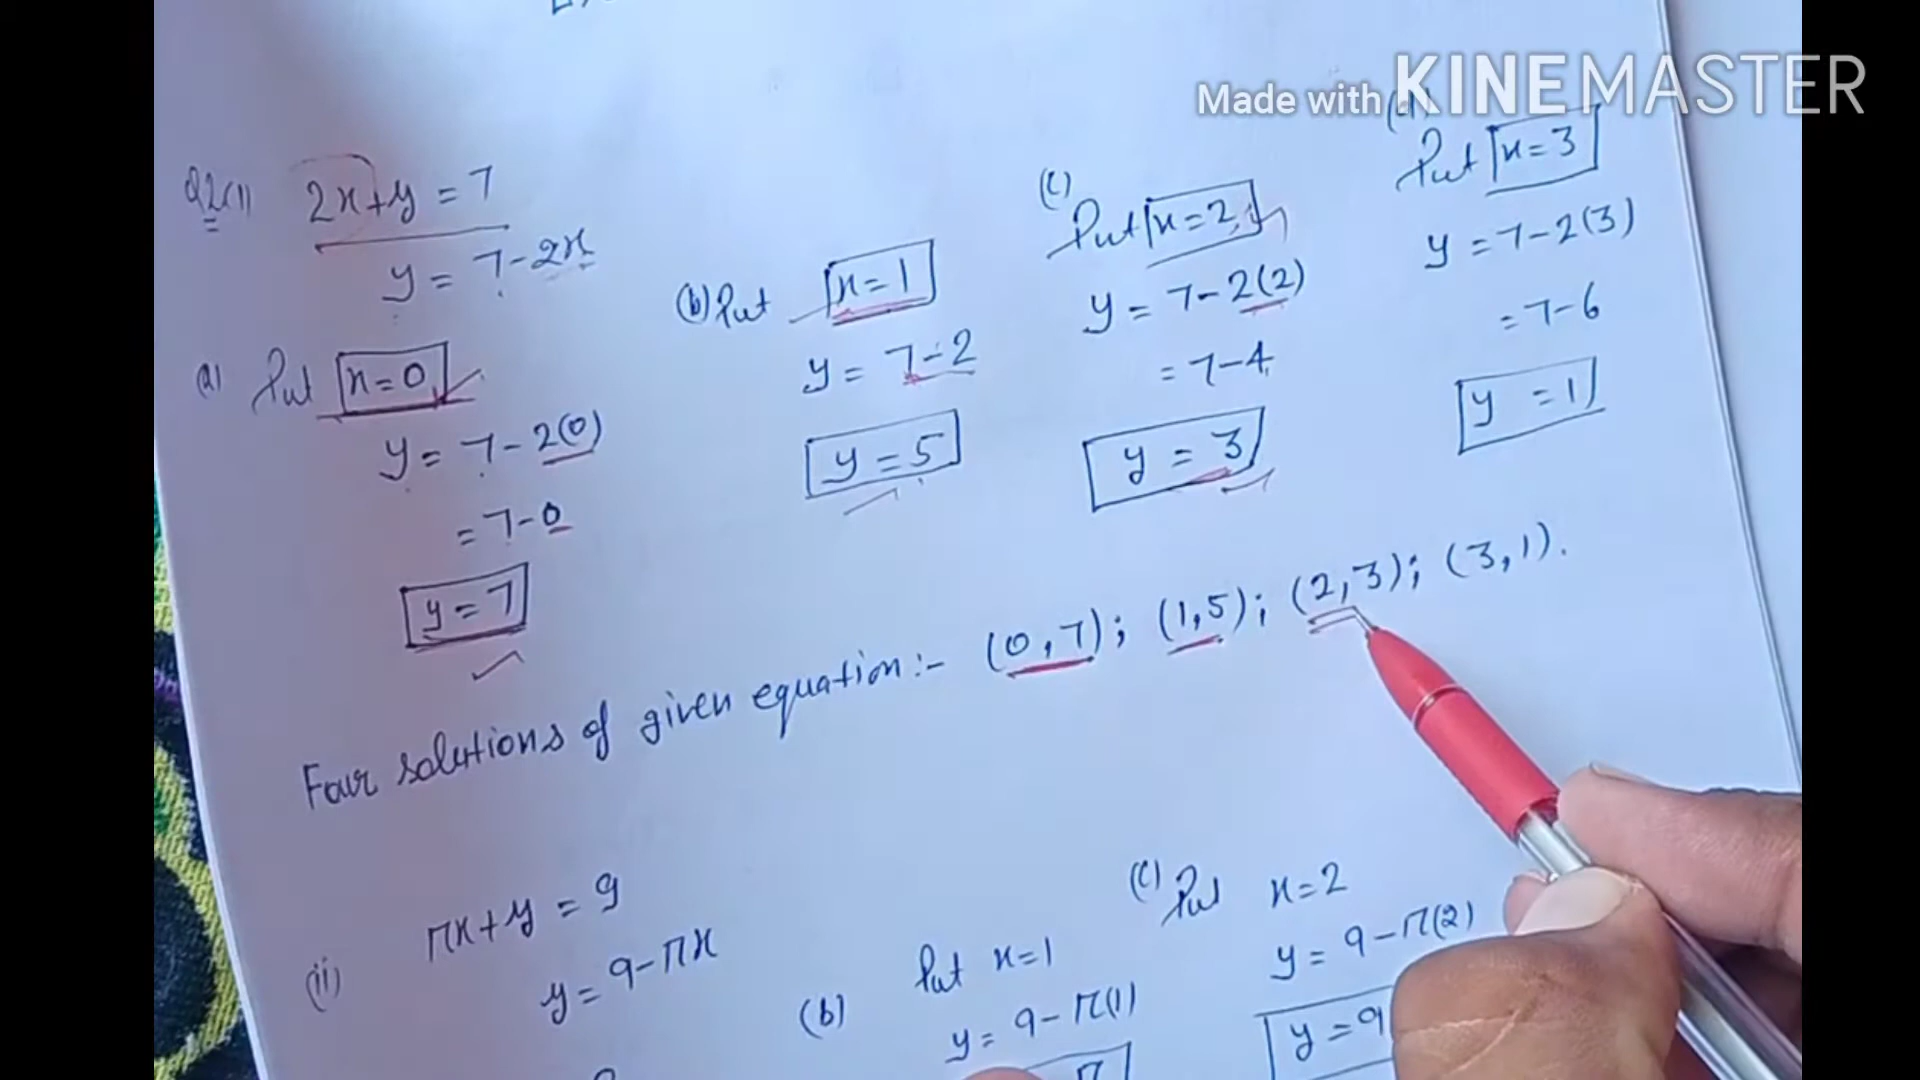 Made with KINEMASTER
Q2(1) 2x+y = 7
y = 7-2x
a) Put x=0
y = 7-2(0)
= 7-0
y = 7
(b) Put x=1
y = 7-2
y = 5
(c)
Put x=2
y = 7-2(2)
= 7-4
y = 3
Put x=3
y = 7-2(3)
= 7-6
y = 1
Four solutions of given equation:- (0,7); (1,5); (2,3); (3,1).
(ii) πx+y = 9
y = 9-πx
(b) Put x=1
y = 9-π(1)
π
(c) Put x=2
y = 9-π(2)
y = 9